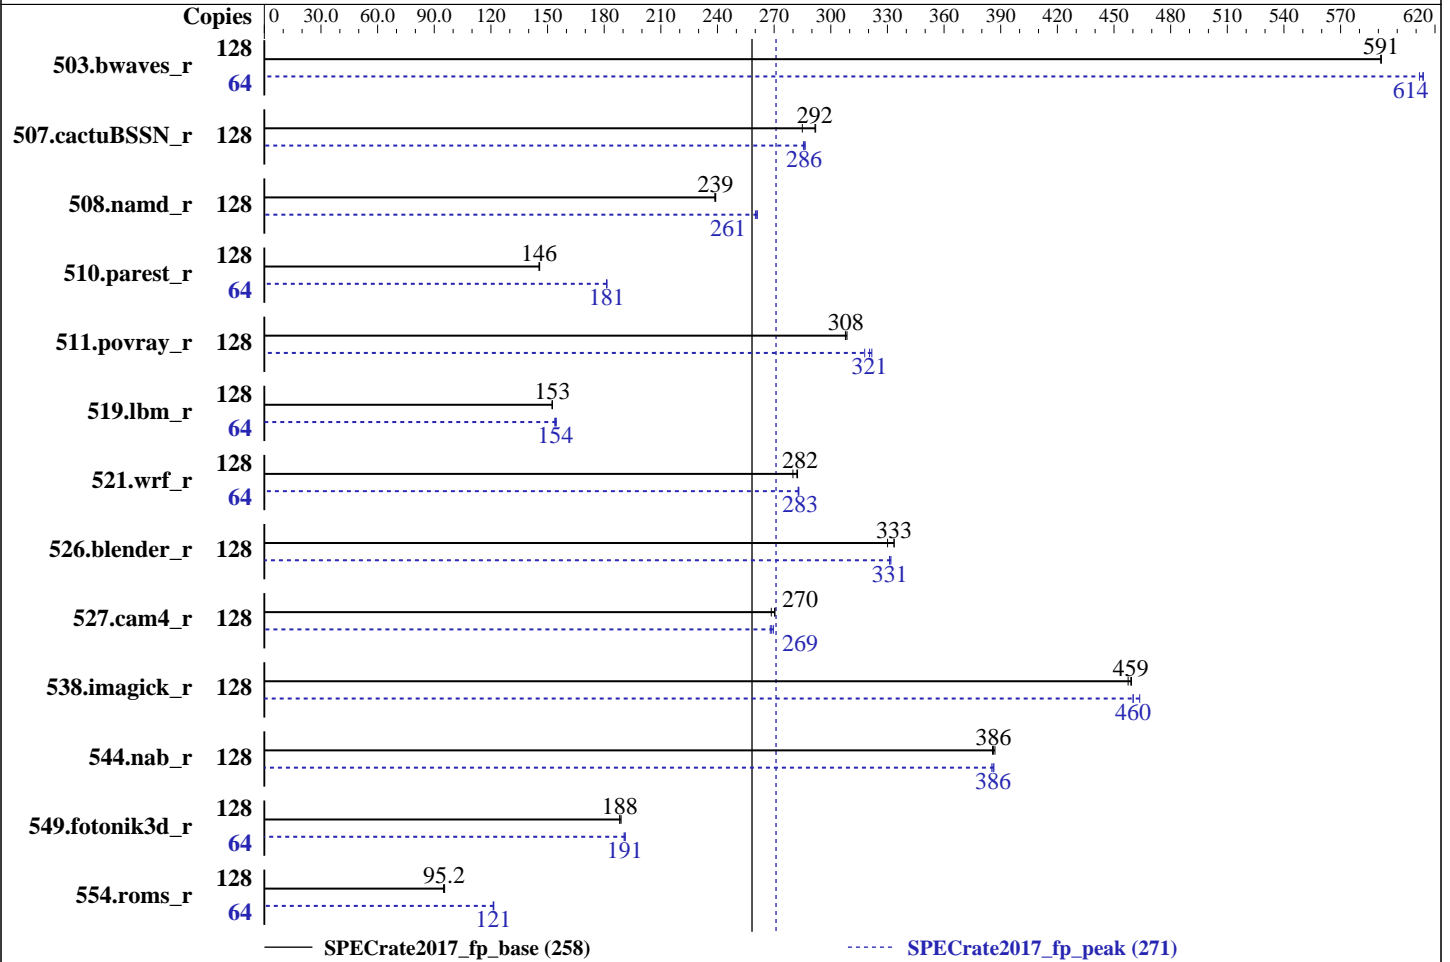 Copies 0 30.0 60.0 90.0 120 150 180 210 240 270 300 330 360 390 420 450 480 510 540 570 620
503.bwaves_r 128 591
64 614
507.cactuBSSN_r 128 292
286
508.namd_r 128 239
261
510.parest_r 128 146
64 181
511.povray_r 128 308
321
519.lbm_r 128 153
64 154
521.wrf_r 128 282
64 283
526.blender_r 128 333
331
527.cam4_r 128 270
269
538.imagick_r 128 459
460
544.nab_r 128 386
386
549.fotonik3d_r 128 188
64 191
554.roms_r 128 95.2
64 121
SPECrate2017_fp_base (258) SPECrate2017_fp_peak (271)